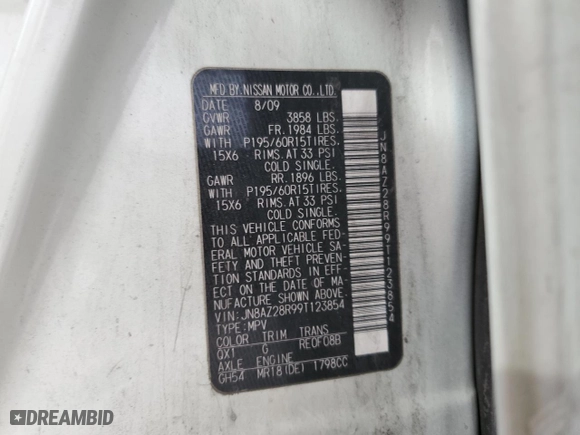 MFD BY NISSAN MOTOR CO., LTD.
DATE 8/09
GVWR 3858 LBS.
GAWR FR. 1984 LBS.
WITH P195/60R15TIRES,
15X6 RIMS. AT 33 PSI
COLD SINGLE.
GAWR RR. 1896 LBS.
WITH P195/60R15TIRES,
15X6 RIMS. AT 33 PSI
COLD SINGLE.
THIS VEHICLE CONFORMS
TO ALL APPLICABLE FED-
ERAL MOTOR VEHICLE SA-
FETY AND THEFT PREVEN-
TION STANDARDS IN EFF-
ECT ON THE DATE OF MA-
NUFACTURE SHOWN ABOVE.
VIN: JN8AZ28R99T123854
TYPE: MPV
COLOR TRIM TRANS
QX1 G RE0F08B
AXLE ENGINE
GH54 MR18(DE) 1798CC
JN8AZ28R99T123854
DREAMBID